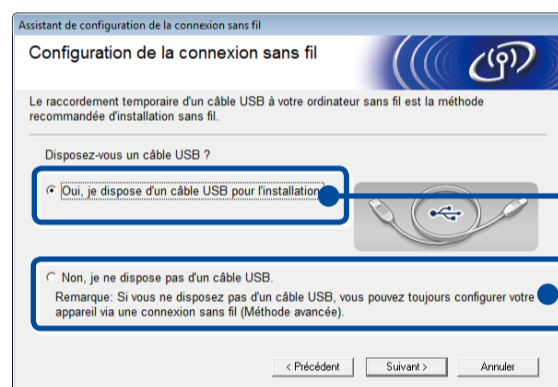 Assistant de configuration de la connexion sans fil
Configuration de la connexion sans fil
Le raccordement temporaire d'un câble USB à votre ordinateur sans fil est la méthode
recommandée d'installation sans fil.
Disposez-vous un câble USB ?
Oui, je dispose d'un câble USB pour l'installation
Non, je ne dispose pas d'un câble USB.
Remarque: Si vous ne disposez pas d'un câble USB, vous pouvez toujours configurer votre
appareil via une connexion sans fil (Méthode avancée).
< Précédent Suivant > Annuler